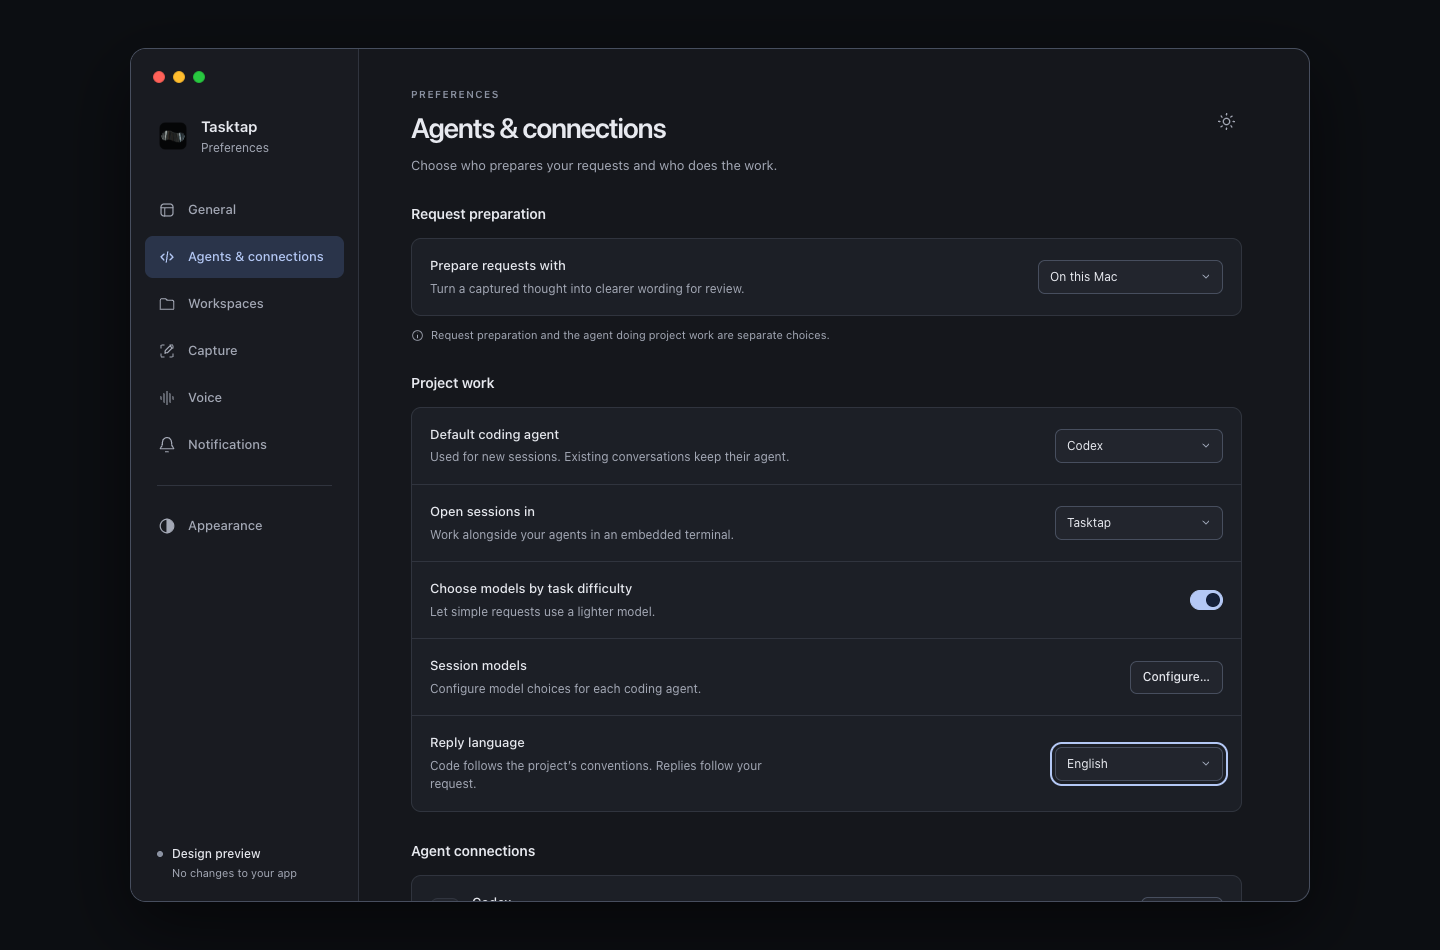 Tasktap
Preferences
General
Agents & connections
Workspaces
Capture
Voice
Notifications
Appearance
Design preview
No changes to your app
PREFERENCES
Agents & connections
Choose who prepares your requests and who does the work.
Request preparation
Prepare requests with
Turn a captured thought into clearer wording for review.
On this Mac
Request preparation and the agent doing project work are separate choices.
Project work
Default coding agent
Used for new sessions. Existing conversations keep their agent.
Codex
Open sessions in
Work alongside your agents in an embedded terminal.
Tasktap
Choose models by task difficulty
Let simple requests use a lighter model.
Session models
Configure model choices for each coding agent.
Configure...
Reply language
Code follows the project's conventions. Replies follow your
request.
English
Agent connections
Codex